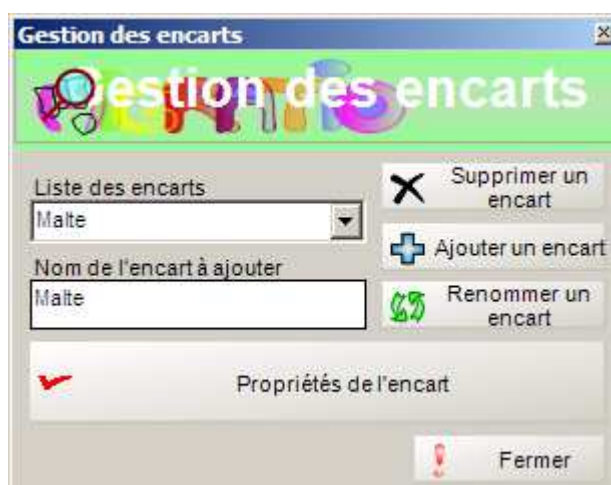 Gestion des encarts
Gestion des encarts
Liste des encarts
Malte
Nom de l'encart à ajouter
Malte
Supprimer un
encart
Ajouter un encart
Renommer un
encart
Propriétés de l'encart
Fermer